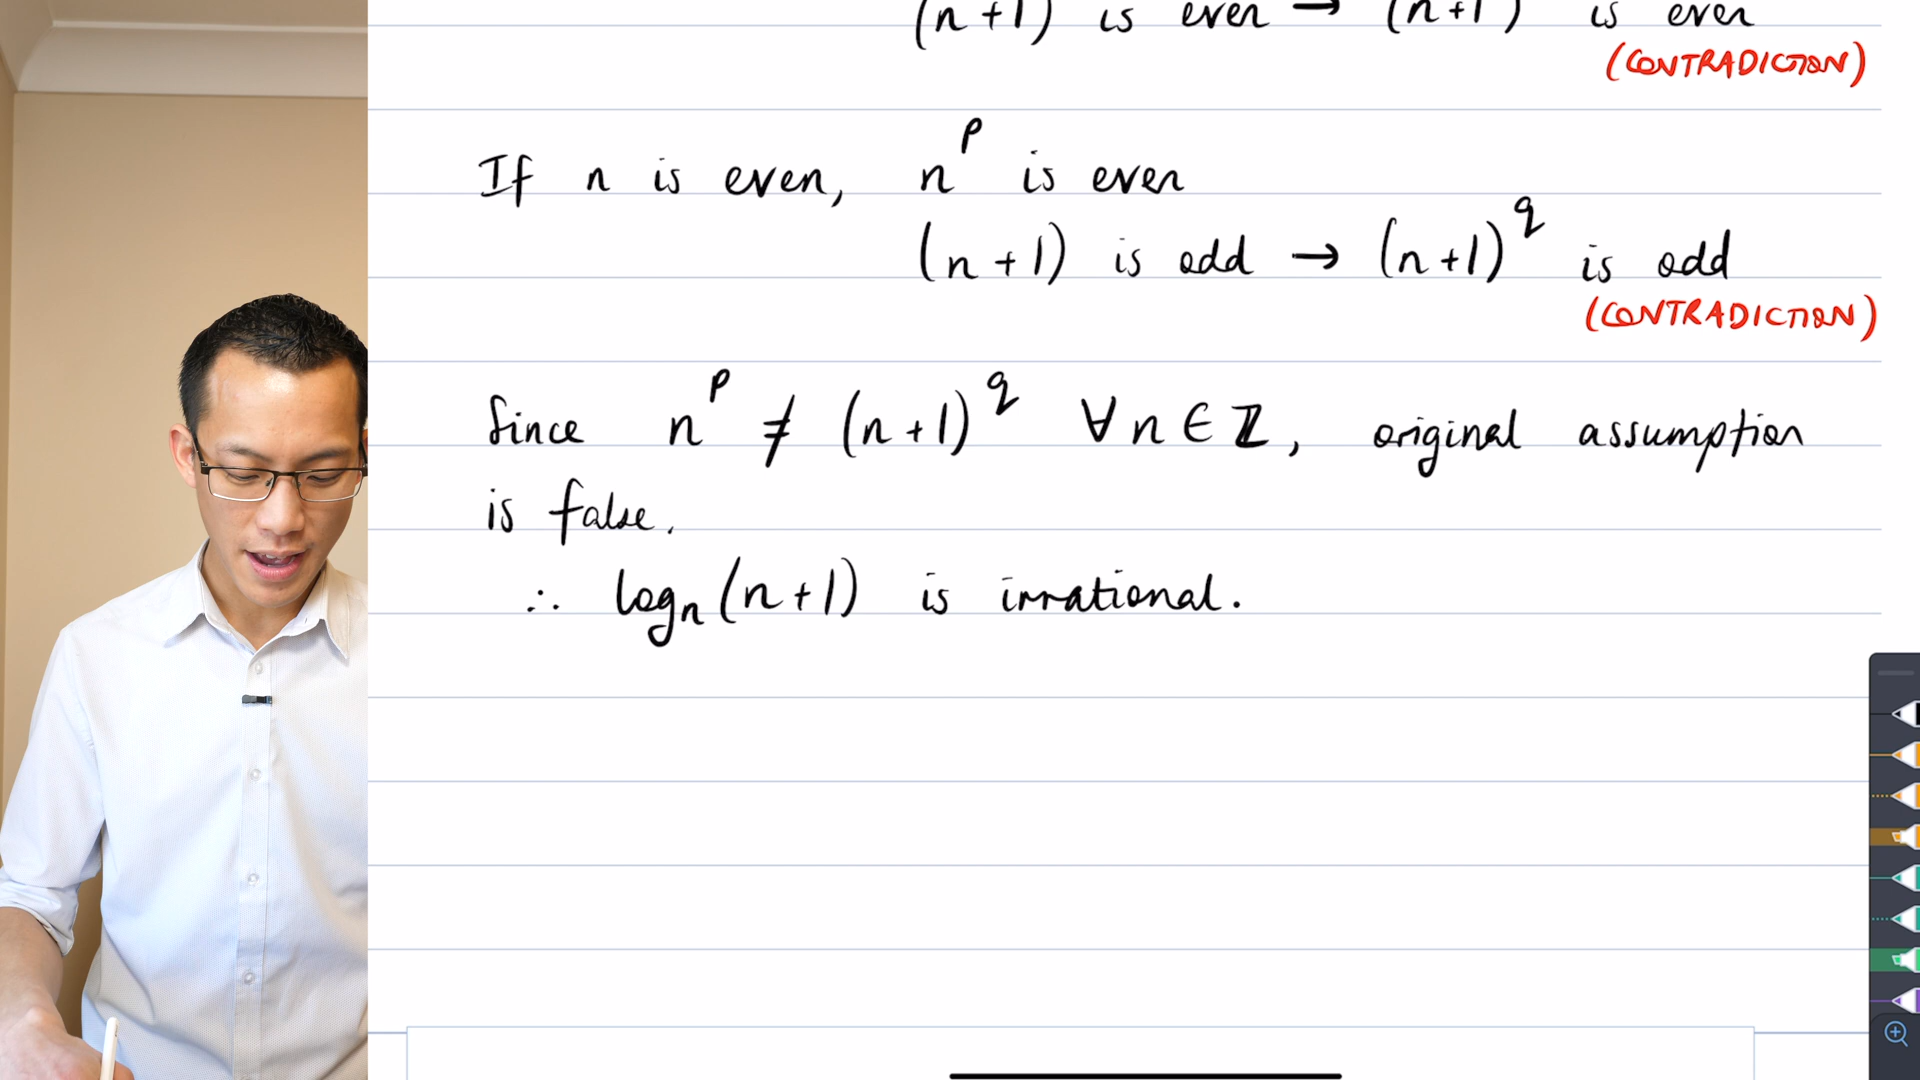 (n+1) is even → (n+1) is even
(CONTRADICTION)
If n is even, n^p is even
(n+1) is odd → (n+1)^q is odd
(CONTRADICTION)
Since n^p ≠ (n+1)^q ∀n∈ℤ, original assumption
is false.
∴ log_n(n+1) is irrational.